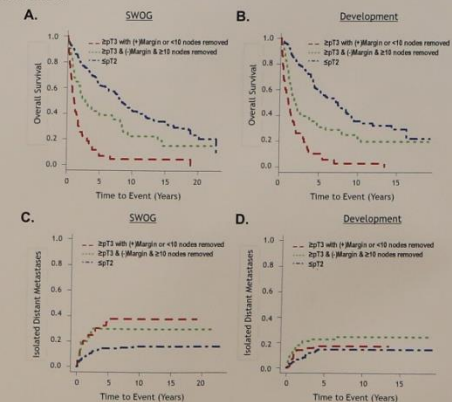 A.
SWOG
≥pT3 with (+)Margin or <10 nodes removed
≥pT3 & (-)Margin & ≥10 nodes removed
≤pT2
Overall Survival
1.0
0.8
0.6
0.4
0.2
0.0
0 5 10 15 20
Time to Event (Years)
B.
Development
≥pT3 with (+)Margin or <10 nodes removed
≥pT3 & (-)Margin & ≥10 nodes removed
≤pT2
Overall Survival
1.0
0.8
0.6
0.4
0.2
0.0
0 5 10 15
Time to Event (Years)
C.
SWOG
≥pT3 with (+)Margin or <10 nodes removed
≥pT3 & (-)Margin & ≥10 nodes removed
≤pT2
Isolated Distant Metastases
1.0
0.8
0.6
0.4
0.2
0.0
0 5 10 15 20
Time to Event (Years)
D.
Development
≥pT3 with (+)Margin or <10 nodes removed
≥pT3 & (-)Margin & ≥10 nodes removed
≤pT2
Isolated Distant Metastases
1.0
0.8
0.6
0.4
0.2
0.0
0 5 10 15
Time to Event (Years)